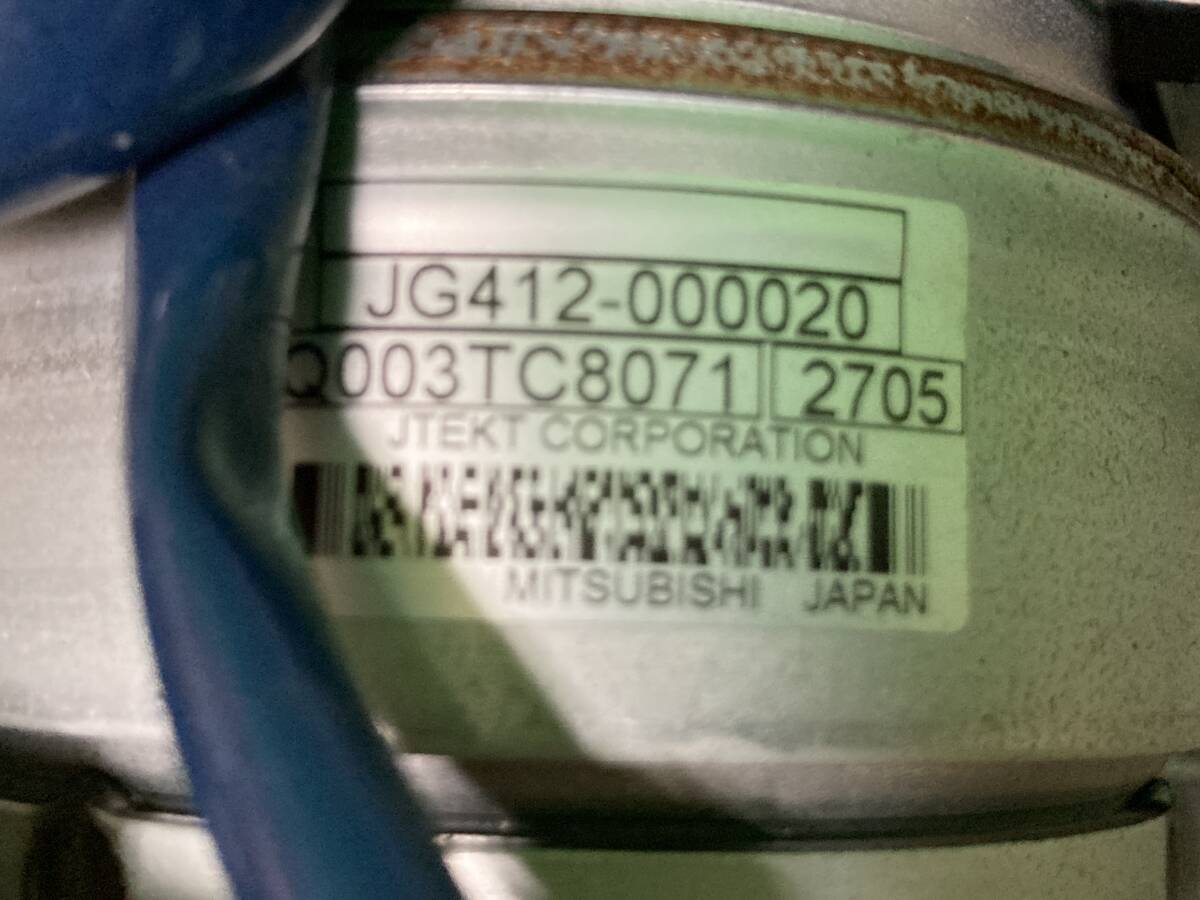 JG412-000020
Q003TC8071 2705
JTEKT CORPORATION
MITSUBISHI JAPAN